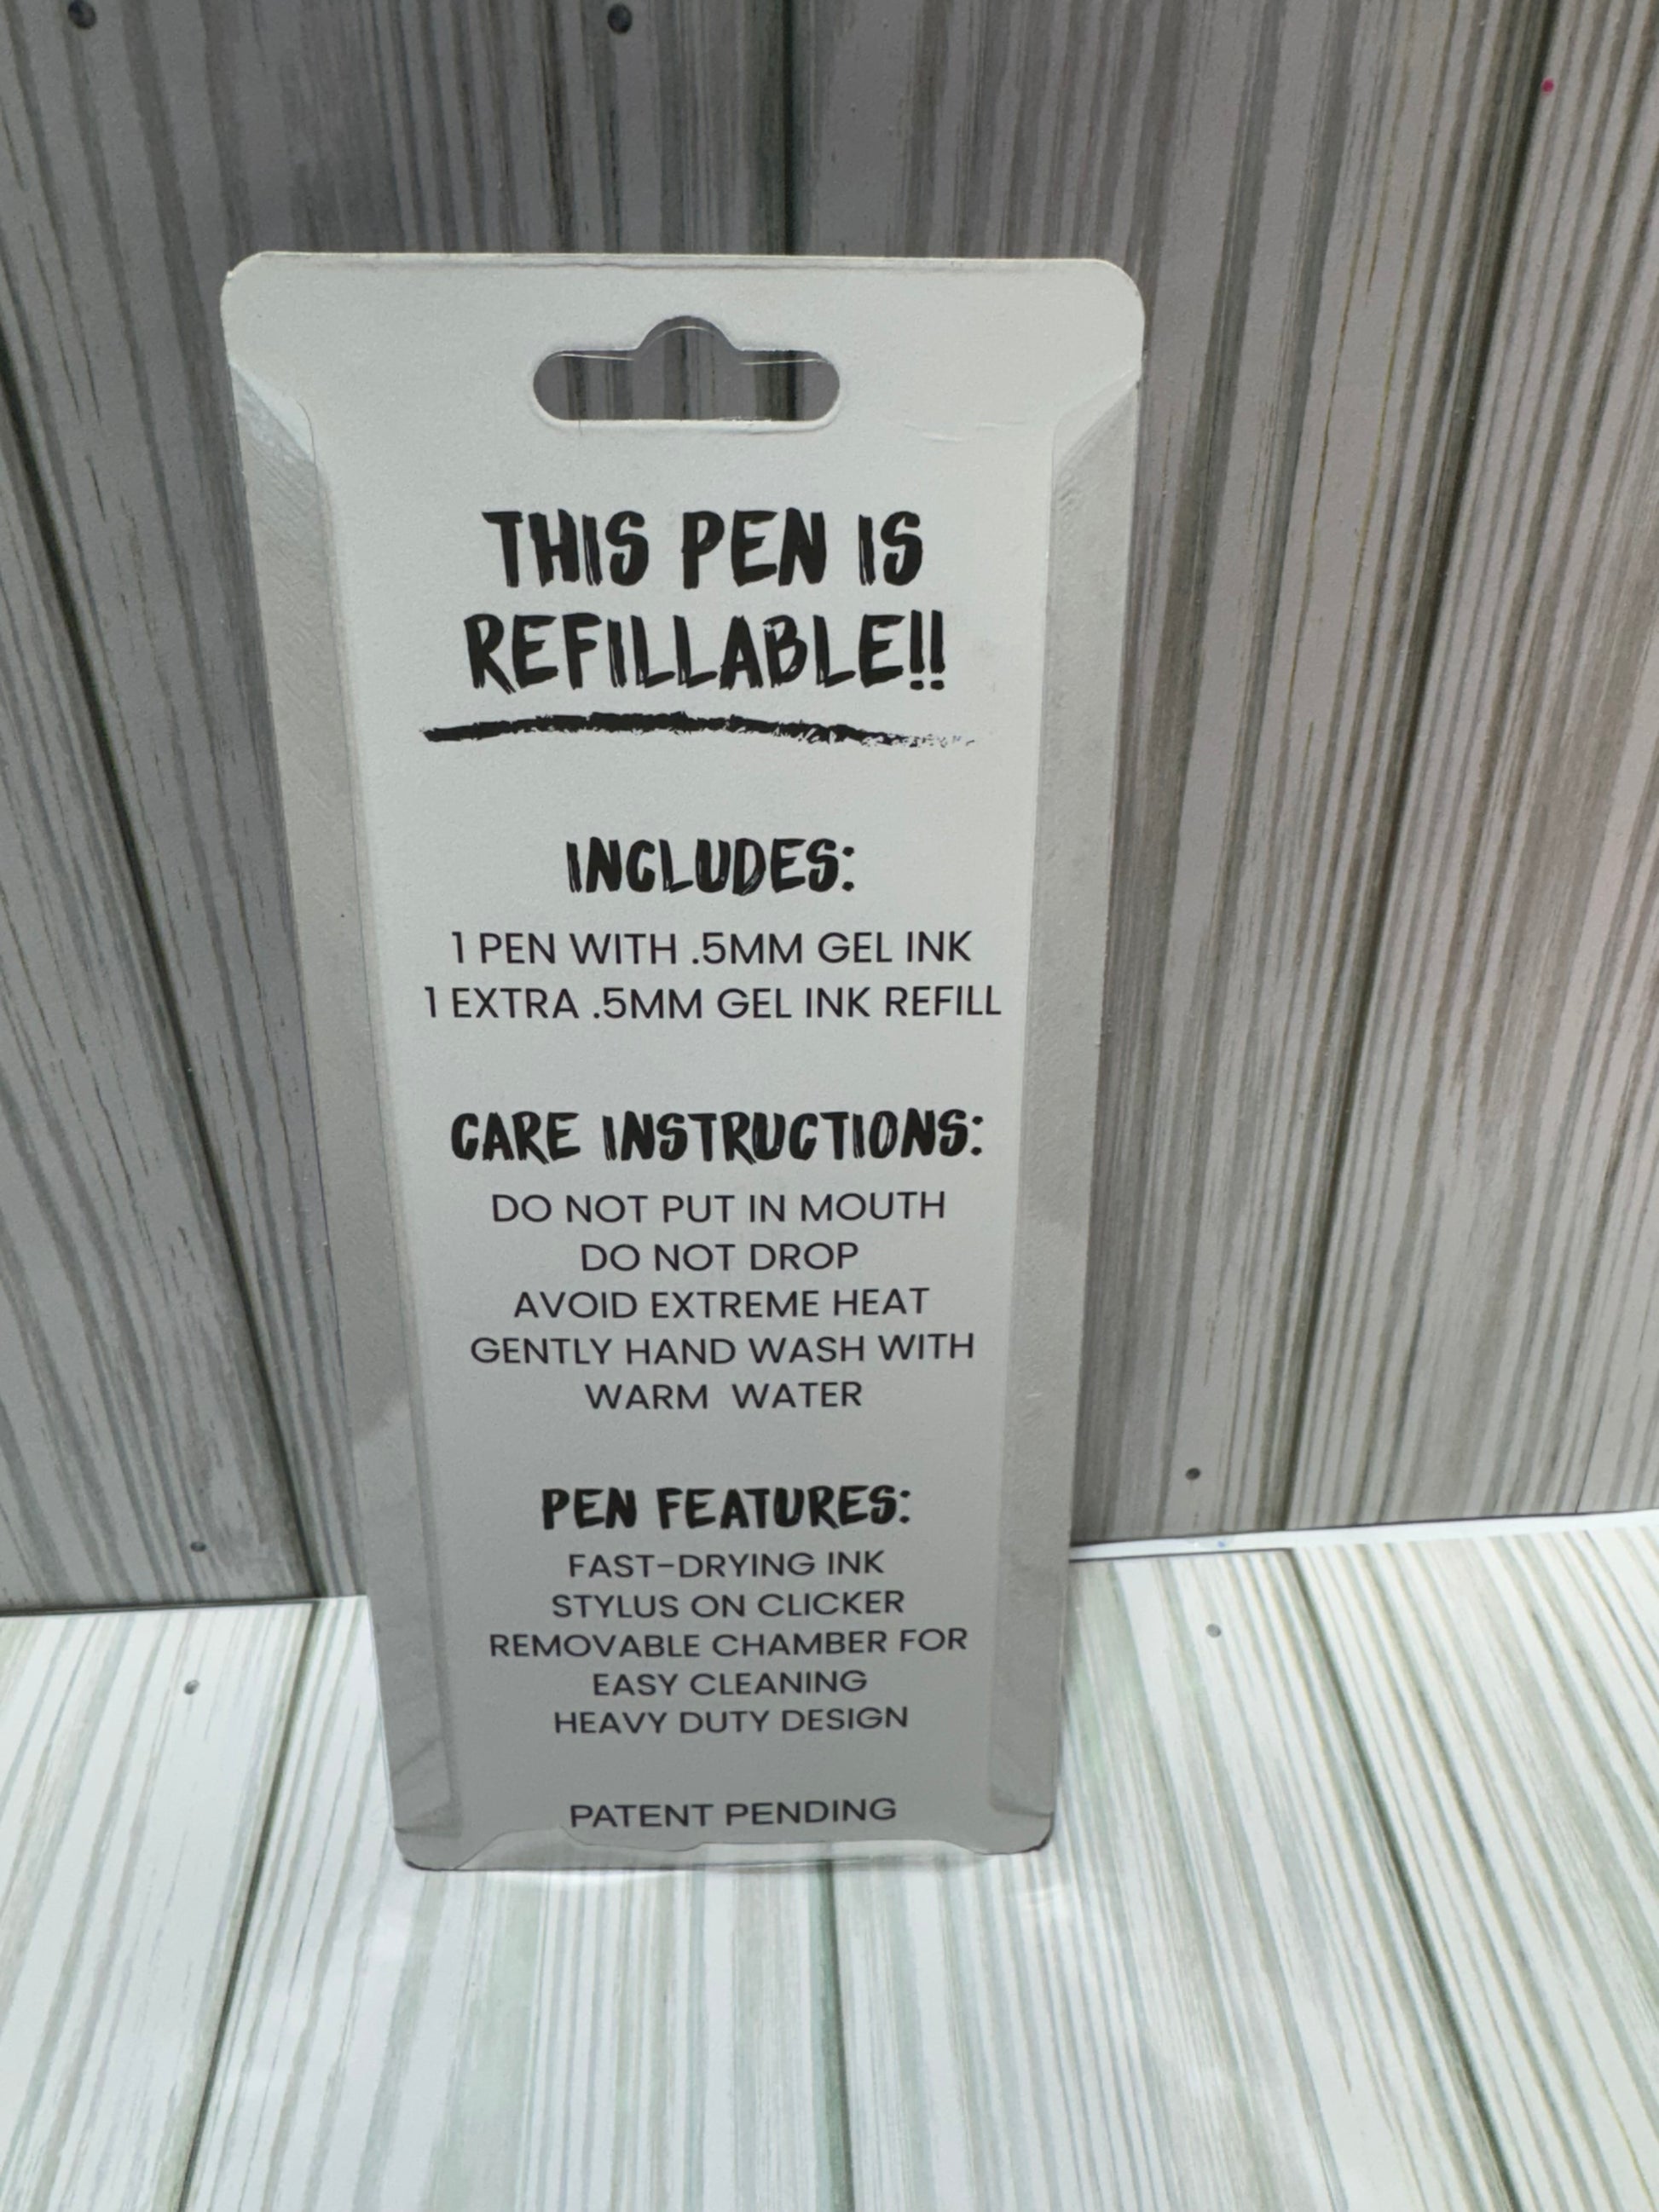 THIS PEN IS
REFILLABLE!!
INCLUDES:
1 PEN WITH .5MM GEL INK
1 EXTRA .5MM GEL INK REFILL
CARE INSTRUCTIONS:
DO NOT PUT IN MOUTH
DO NOT DROP
AVOID EXTREME HEAT
GENTLY HAND WASH WITH
WARM WATER
PEN FEATURES:
FAST-DRYING INK
STYLUS ON CLICKER
REMOVABLE CHAMBER FOR
EASY CLEANING
HEAVY DUTY DESIGN
PATENT PENDING